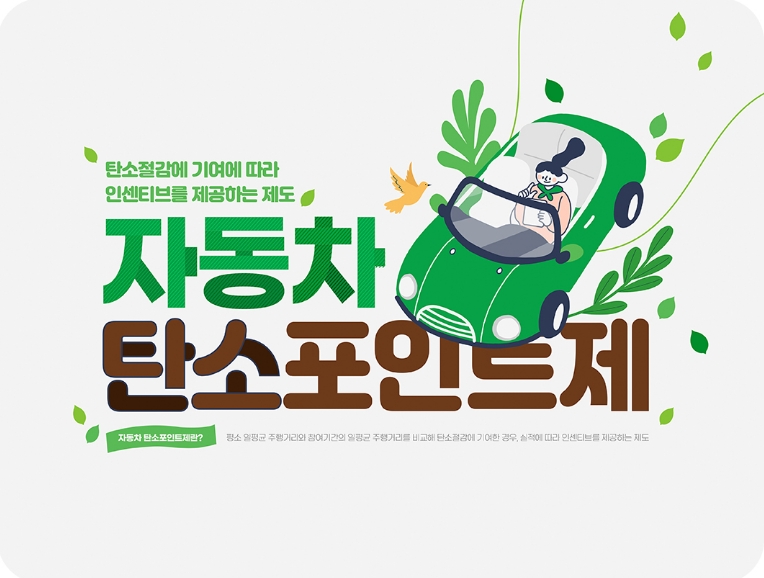 탄소절감에 기여에 따라
인센티브를 제공하는 제도
자동차
탄소포인트제
자동차 탄소포인트제란?
평소 일평균 주행거리와 참여기간의 일평균 주행거리를 비교해 탄소절감에 기여한 경우, 실적에 따라 인센티브를 제공하는 제도